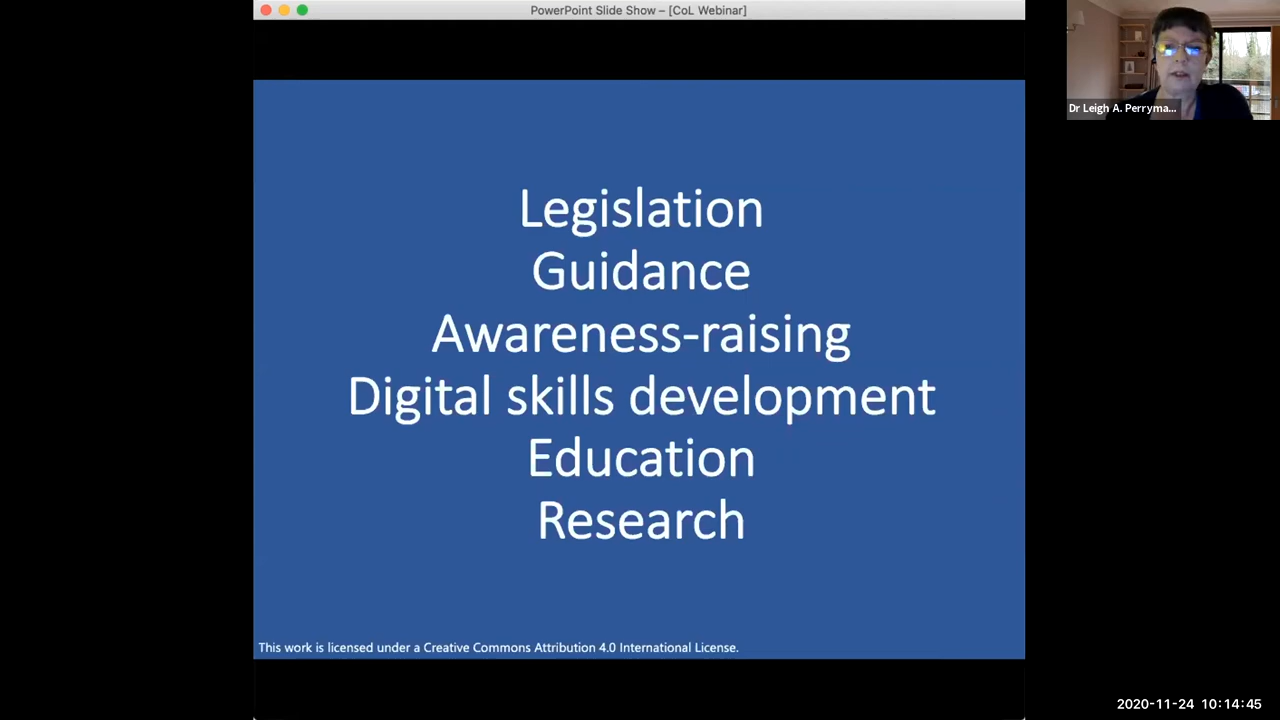 PowerPoint Slide Show – [CoL Webinar]
Dr Leigh A. Perryma...
Legislation
Guidance
Awareness-raising
Digital skills development
Education
Research
This work is licensed under a Creative Commons Attribution 4.0 International License.
2020-11-24 10:14:45